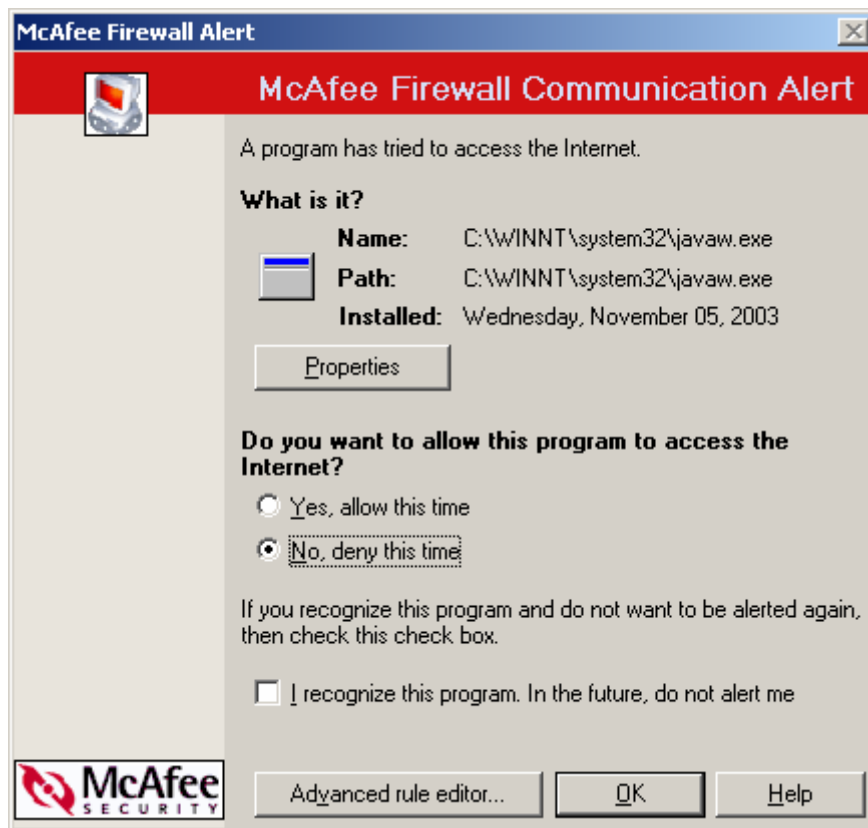 McAfee Firewall Alert
McAfee Firewall Communication Alert
A program has tried to access the Internet.
What is it?
Name: C:\WINNT\system32\javaw.exe
Path: C:\WINNT\system32\javaw.exe
Installed: Wednesday, November 05, 2003
Properties
Do you want to allow this program to access the
Internet?
Yes, allow this time
No, deny this time
If you recognize this program and do not want to be alerted again,
then check this check box.
I recognize this program. In the future, do not alert me
McAfee
SECURITY
Advanced rule editor... OK Help